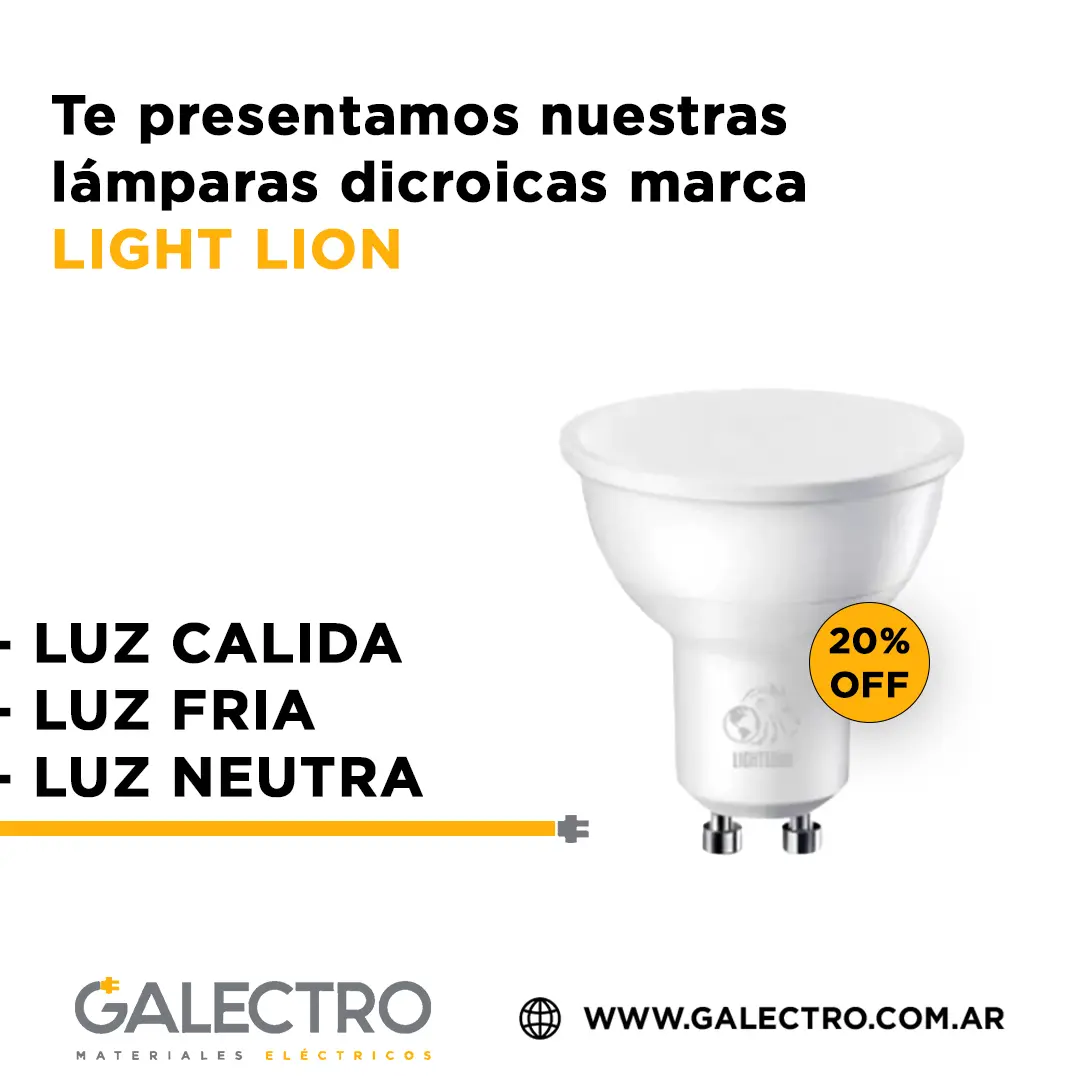 Te presentamos nuestras
lámparas dicroicas marca
LIGHT LION
- LUZ CALIDA
- LUZ FRIA
- LUZ NEUTRA
20%
OFF
LIGHTLION
GALECTRO
MATERIALES ELÉCTRICOS
WWW.GALECTRO.COM.AR